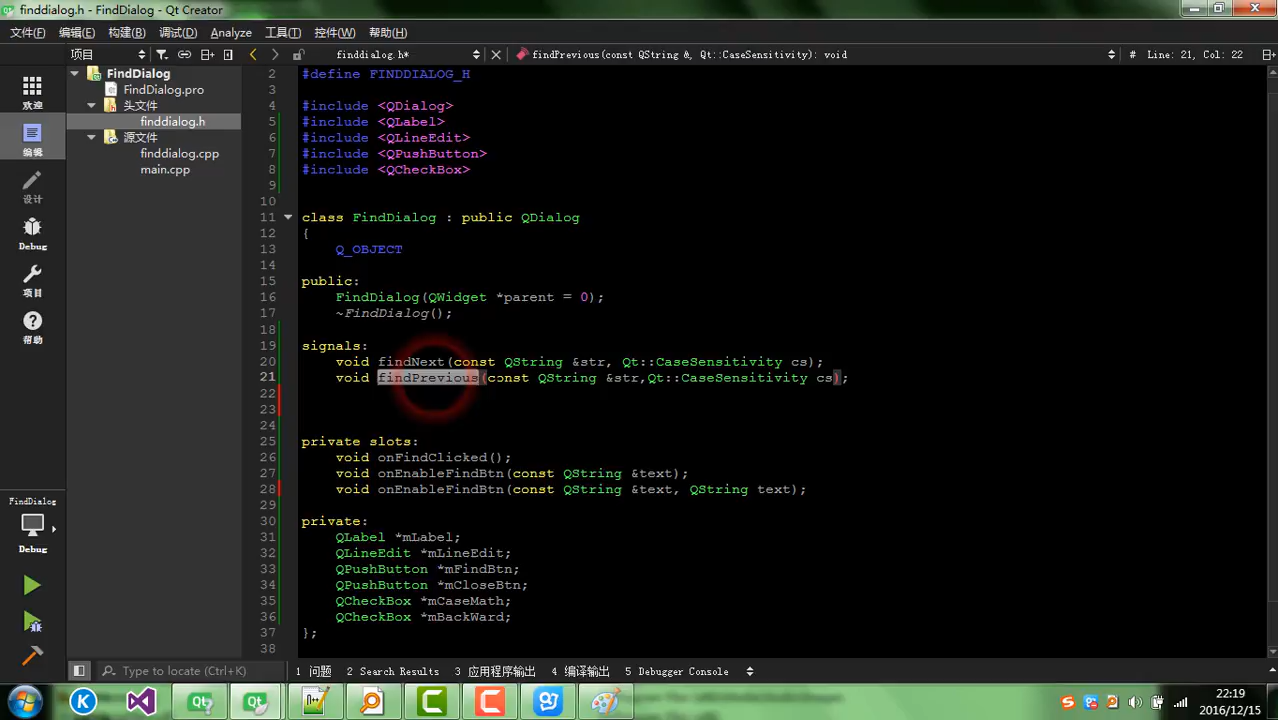 finddialog.h - FindDialog - Qt Creator
文件(F) 编辑(E) 构建(B) 调试(D) Analyze 工具(T) 控件(W) 帮助(H)
项目 finddialog.h* findPrevious(const QString &, Qt::CaseSensitivity): void # Line: 21, Col: 22
欢迎
编辑
设计
Debug
项目
帮助
FindDialog
Debug
FindDialog
FindDialog.pro
头文件
finddialog.h
源文件
finddialog.cpp
main.cpp
2 #define FINDDIALOG_H
3
4 #include <QDialog>
5 #include <QLabel>
6 #include <QLineEdit>
7 #include <QPushButton>
8 #include <QCheckBox>
9
10
11 class FindDialog : public QDialog
12 {
13 Q_OBJECT
14
15 public:
16 FindDialog(QWidget *parent = 0);
17 ~FindDialog();
18
19 signals:
20 void findNext(const QString &str, Qt::CaseSensitivity cs);
21 void findPrevious(const QString &str,Qt::CaseSensitivity cs);
22
23
24
25 private slots:
26 void onFindClicked();
27 void onEnableFindBtn(const QString &text);
28 void onEnableFindBtn(const QString &text, QString text);
29
30 private:
31 QLabel *mLabel;
32 QLineEdit *mLineEdit;
33 QPushButton *mFindBtn;
34 QPushButton *mCloseBtn;
35 QCheckBox *mCaseMath;
36 QCheckBox *mBackWard;
37 };
38
Type to locate (Ctrl+K) 1 问题 2 Search Results 3 应用程序输出 4 编译输出 5 Debugger Console
22:19
2016/12/15